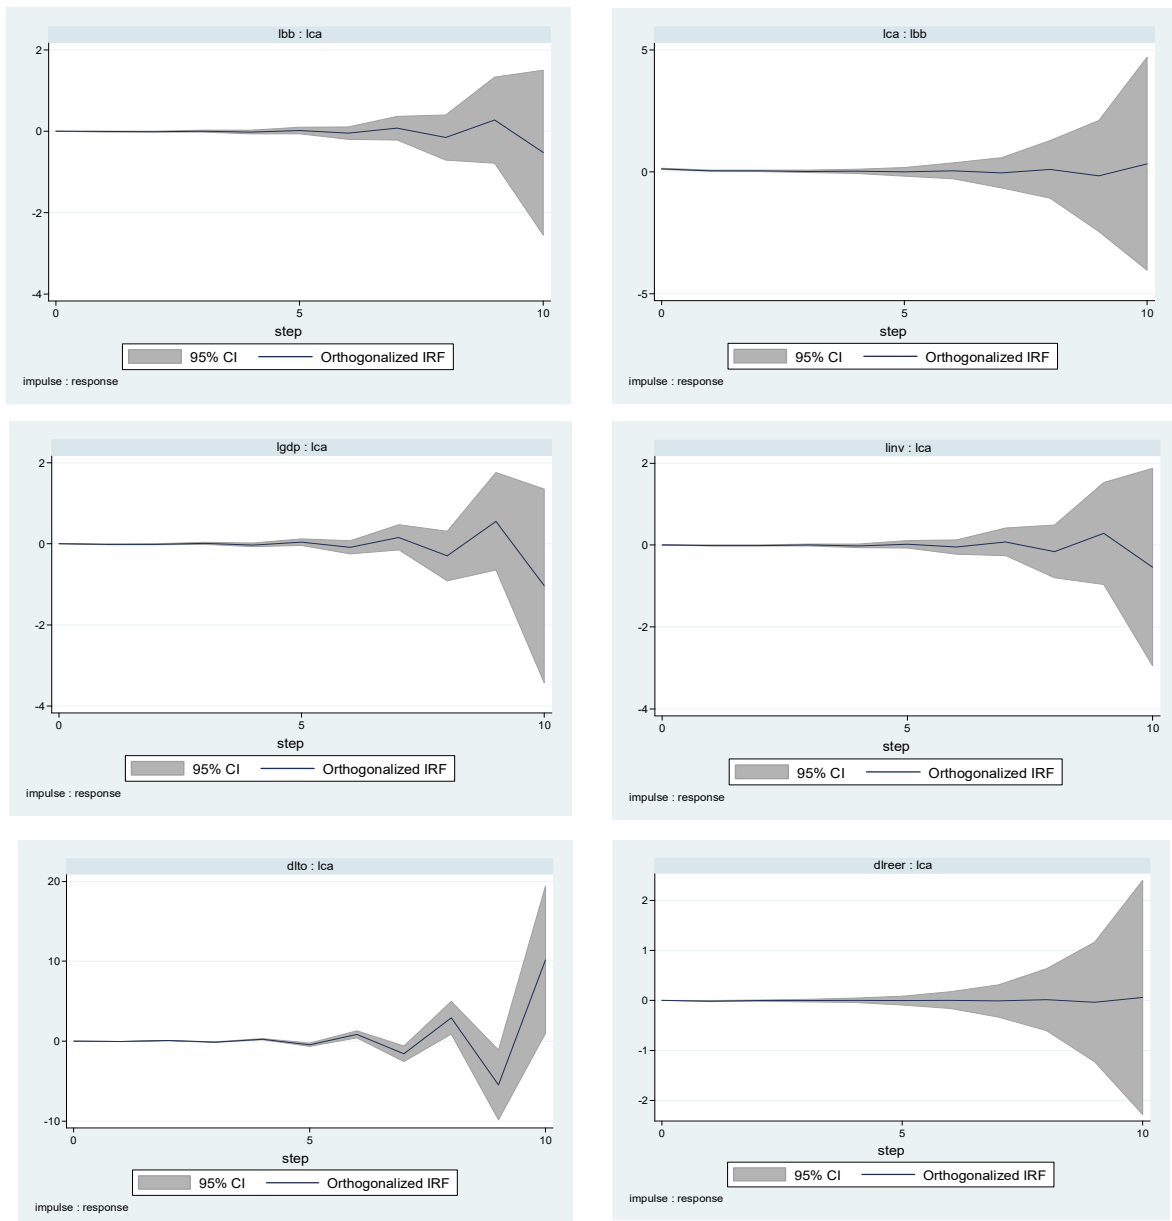 lbb : lca
2
0
-2
-4
0 5 10
step
95% CI Orthogonalized IRF
impulse : response
lca : lbb
5
0
-5
0 5 10
step
95% CI Orthogonalized IRF
impulse : response
lgdp : lca
2
0
-2
-4
0 5 10
step
95% CI Orthogonalized IRF
impulse : response
linv : lca
2
0
-2
-4
0 5 10
step
95% CI Orthogonalized IRF
impulse : response
dlto : lca
20
10
0
-10
0 5 10
step
95% CI Orthogonalized IRF
impulse : response
dlreer : lca
2
1
0
-1
-2
0 5 10
step
95% CI Orthogonalized IRF
impulse : response